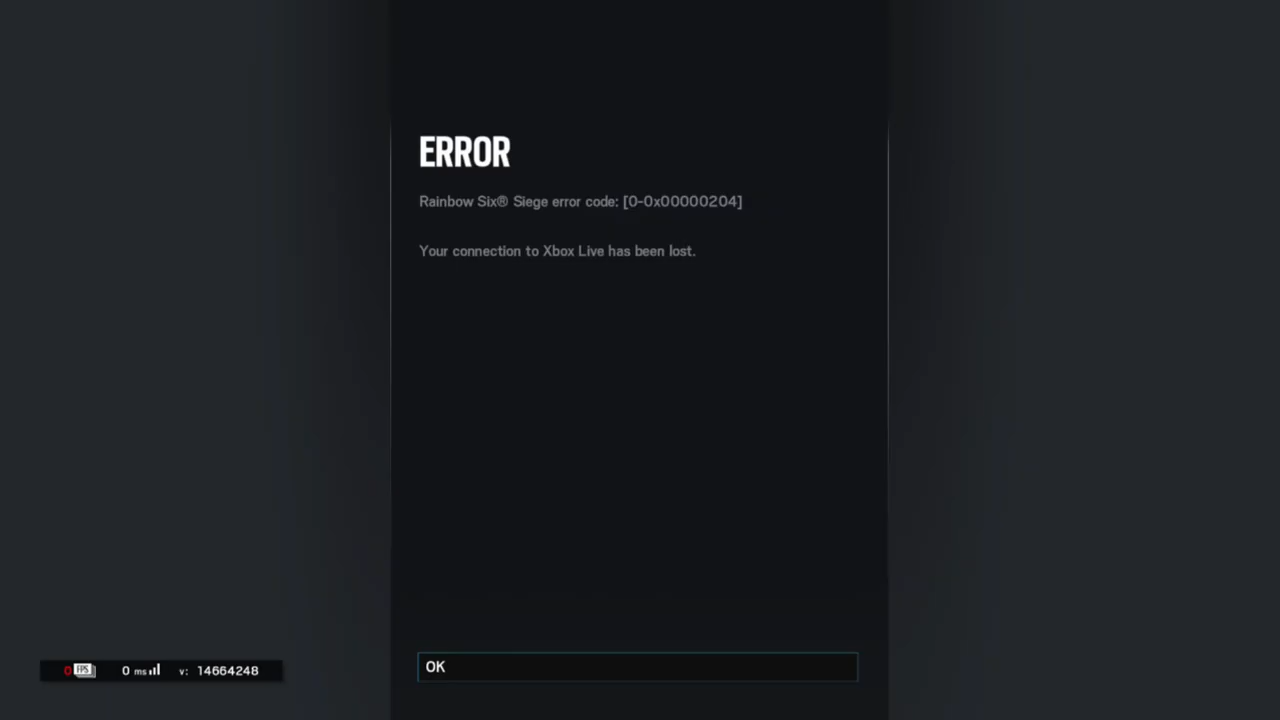 ERROR
Rainbow Six® Siege error code: [0-0x00000204]
Your connection to Xbox Live has been lost.
OK
0 FPS 0 ms v: 14664248